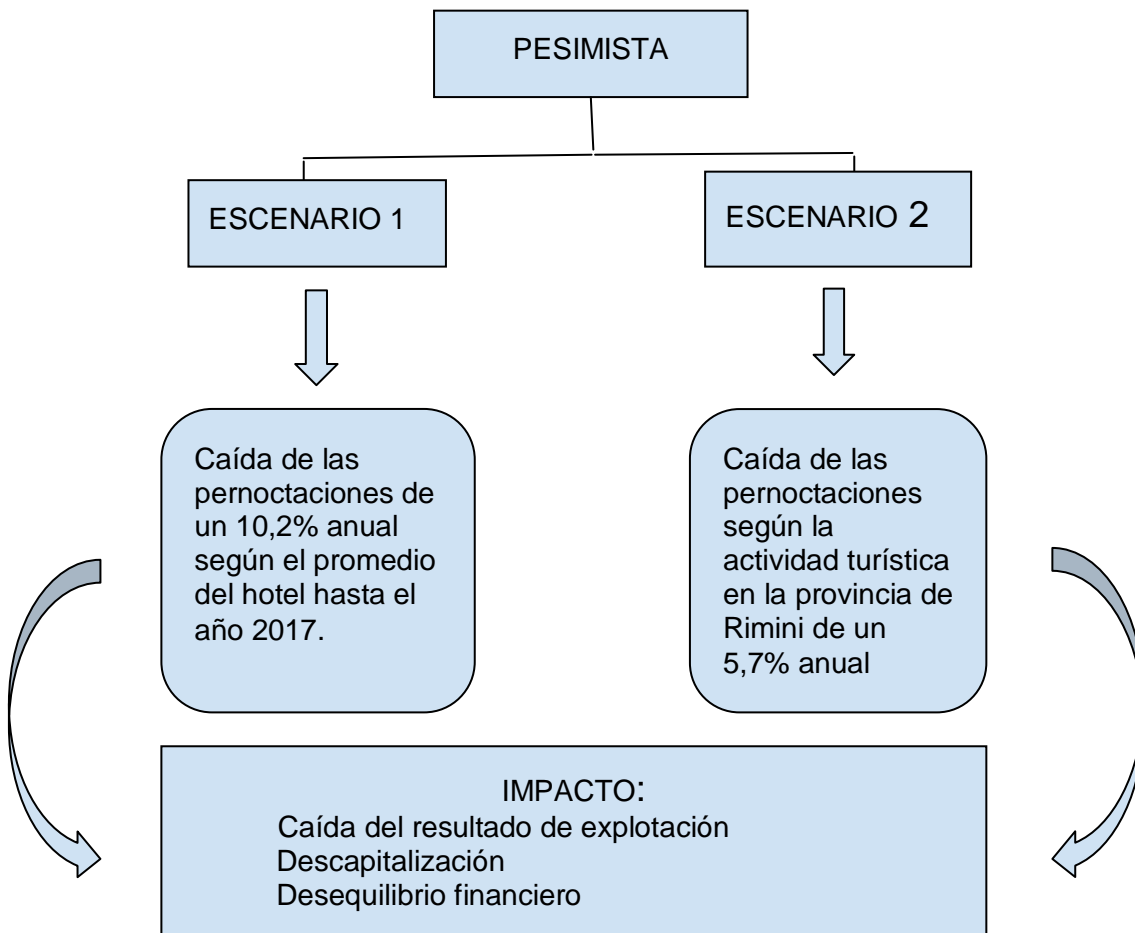 PESIMISTA
ESCENARIO 1
ESCENARIO 2
Caída de las
pernoctaciones de
un 10,2% anual
según el promedio
del hotel hasta el
año 2017.
Caída de las
pernoctaciones
según la
actividad turística
en la provincia de
Rimini de un
5,7% anual
IMPACTO:
Caída del resultado de explotación
Descapitalización
Desequilibrio financiero